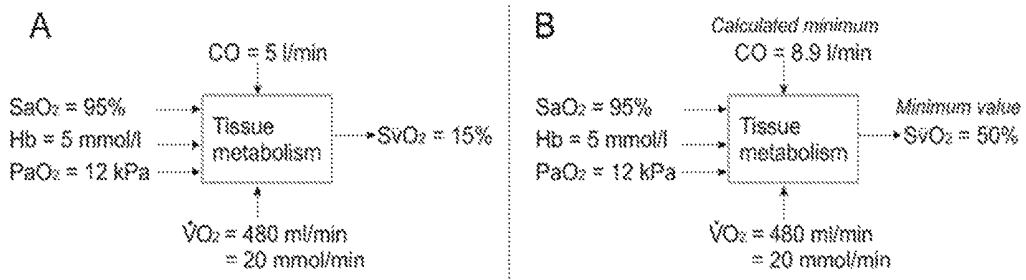 A
CO = 5 l/min
SaO₂ = 95%
Hb = 5 mmol/l
PaO₂ = 12 kPa
Tissue
metabolism
SvO₂ = 15%
V̇O₂ = 480 ml/min
= 20 mmol/min
B
Calculated minimum
CO = 8.9 l/min
SaO₂ = 95%
Hb = 5 mmol/l
PaO₂ = 12 kPa
Tissue
metabolism
Minimum value
SvO₂ = 50%
V̇O₂ = 480 ml/min
= 20 mmol/min